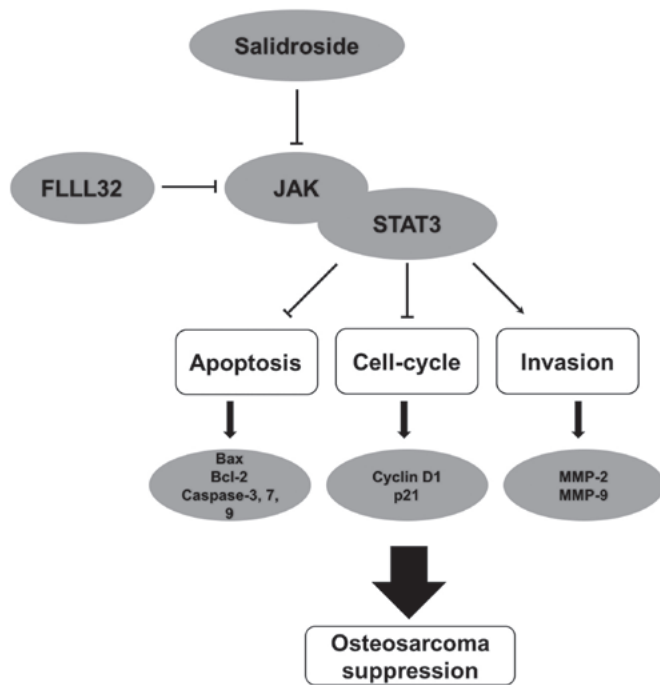 Salidroside
FLLL32
JAK
STAT3
Apoptosis
Cell-cycle
Invasion
Bax
Bcl-2
Caspase-3, 7,
9
Cyclin D1
p21
MMP-2
MMP-9
Osteosarcoma
suppression